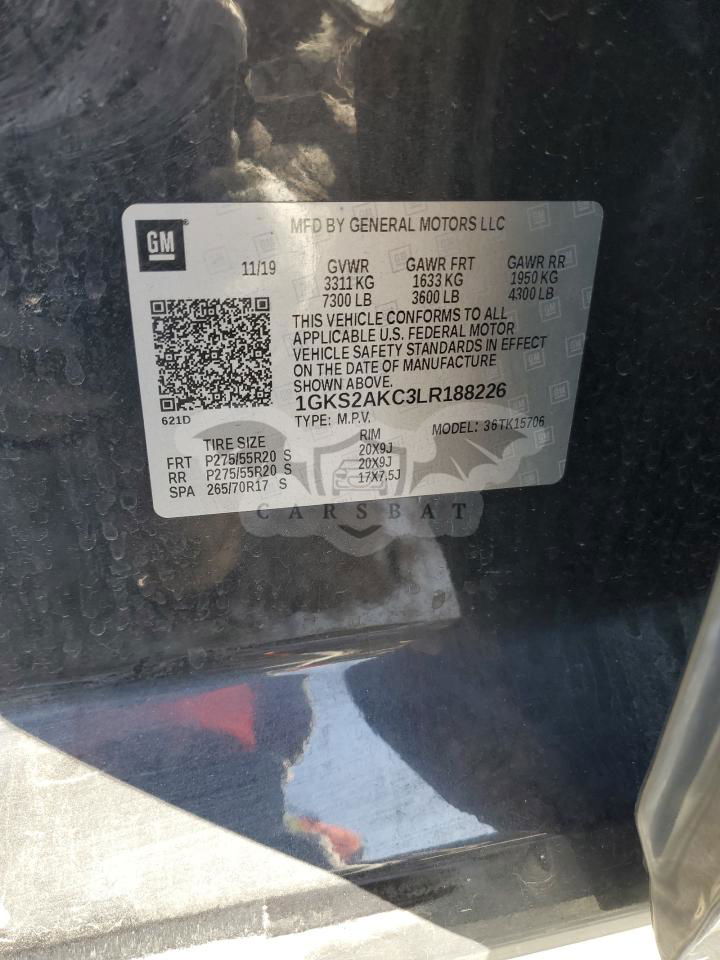 GM
®
MFD BY GENERAL MOTORS LLC
11/19 GVWR GAWR FRT GAWR RR
3311 KG 1633 KG 1950 KG
7300 LB 3600 LB 4300 LB
THIS VEHICLE CONFORMS TO ALL
APPLICABLE U.S. FEDERAL MOTOR
VEHICLE SAFETY STANDARDS IN EFFECT
ON THE DATE OF MANUFACTURE
SHOWN ABOVE.
1GKS2AKC3LR188226
621D
TYPE: M.P.V. MODEL: 36TK15706
TIRE SIZE RIM
FRT P275/55R20 S 20X9J
RR P275/55R20 S 20X9J
SPA 265/70R17 S 17X7,5J
CARSBAT